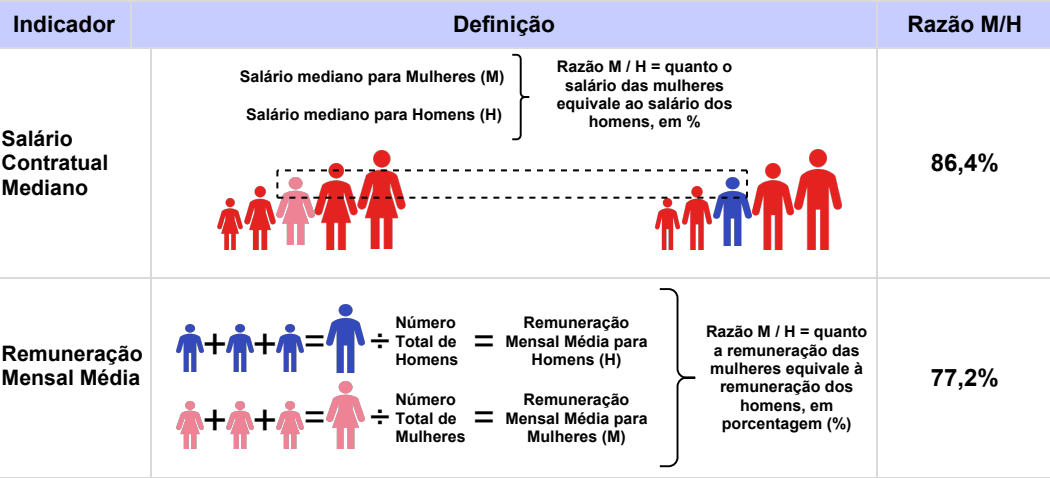 Indicador
Definição
Razão M/H
Salário
Contratual
Mediano
Salário mediano para Mulheres (M)
Salário mediano para Homens (H)
Razão M / H = quanto o
salário das mulheres
equivale ao salário dos
homens, em %
86,4%
Remuneração
Mensal Média
+ + = ÷
Número
Total de
Homens
=
Remuneração
Mensal Média para
Homens (H)
+ + = ÷
Número
Total de
Mulheres
=
Remuneração
Mensal Média para
Mulheres (M)
Razão M / H = quanto
a remuneração das
mulheres equivale à
remuneração dos
homens, em
porcentagem (%)
77,2%